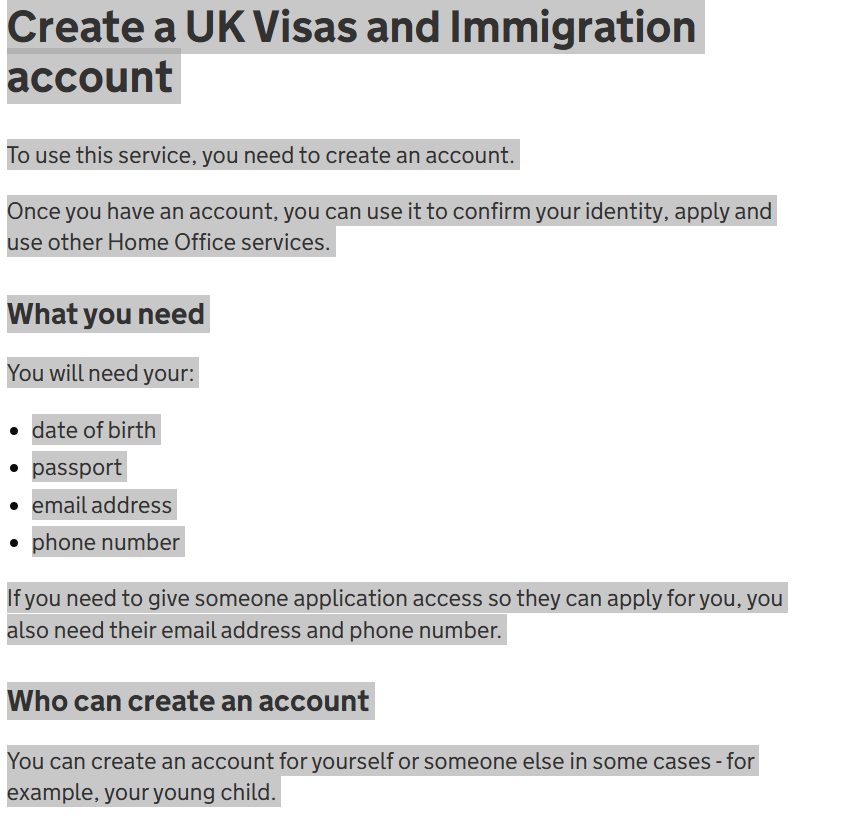 Create a UK Visas and Immigration
account
To use this service, you need to create an account.
Once you have an account, you can use it to confirm your identity, apply and
use other Home Office services.
What you need
You will need your:
date of birth
passport
email address
phone number
If you need to give someone application access so they can apply for you, you
also need their email address and phone number.
Who can create an account
You can create an account for yourself or someone else in some cases - for
example, your young child.